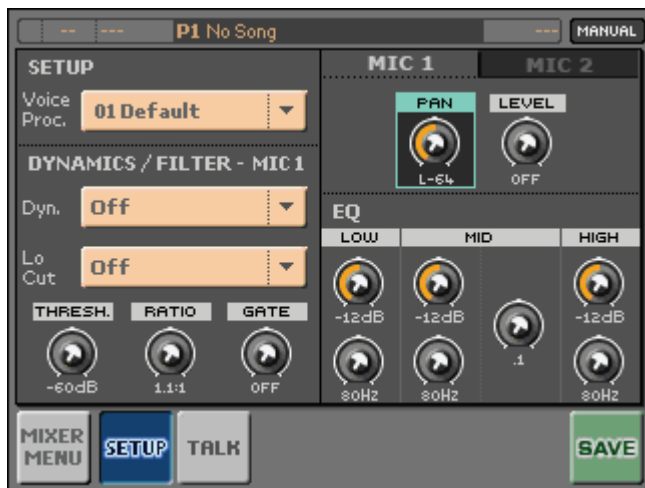 -- --- P1 No Song --- MANUAL
SETUP
Voice Proc. 01 Default
DYNAMICS / FILTER - MIC 1
Dyn. Off
Lo Cut Off
THRESH. RATIO GATE
-60dB 1.1:1 OFF
MIC 1 MIC 2
PAN LEVEL
L-64 OFF
EQ
LOW MID HIGH
-12dB -12dB -12dB
.1
80Hz 80Hz 80Hz
MIXER MENU SETUP TALK SAVE